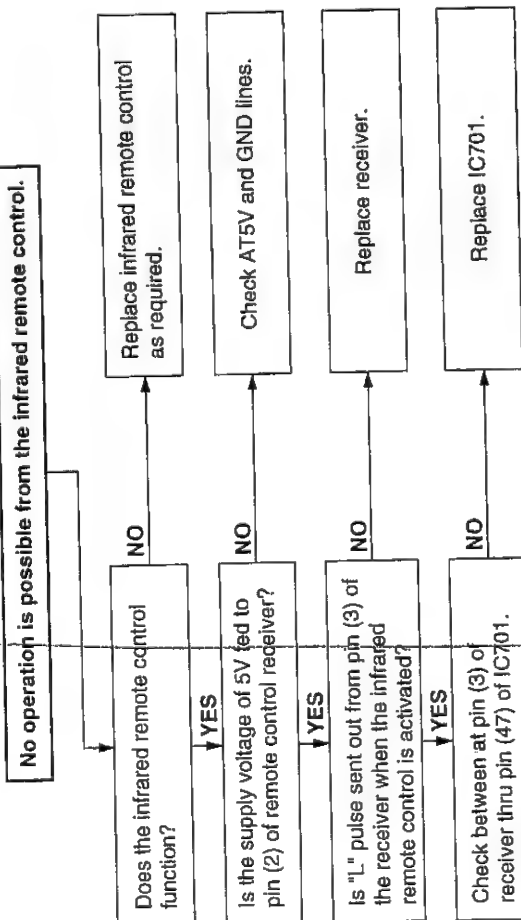 No operation is possible from the infrared remote control.
Does the infrared remote control
function?
NO
Replace infrared remote control
as required.
YES
Is the supply voltage of 5V fed to
pin (2) of remote control receiver?
NO
Check AT5V and GND lines.
YES
Is "L" pulse sent out from pin (3) of
the receiver when the infrared
remote control is activated?
NO
Replace receiver.
YES
Check between at pin (3) of
receiver thru pin (47) of IC701.
NO
Replace IC701.